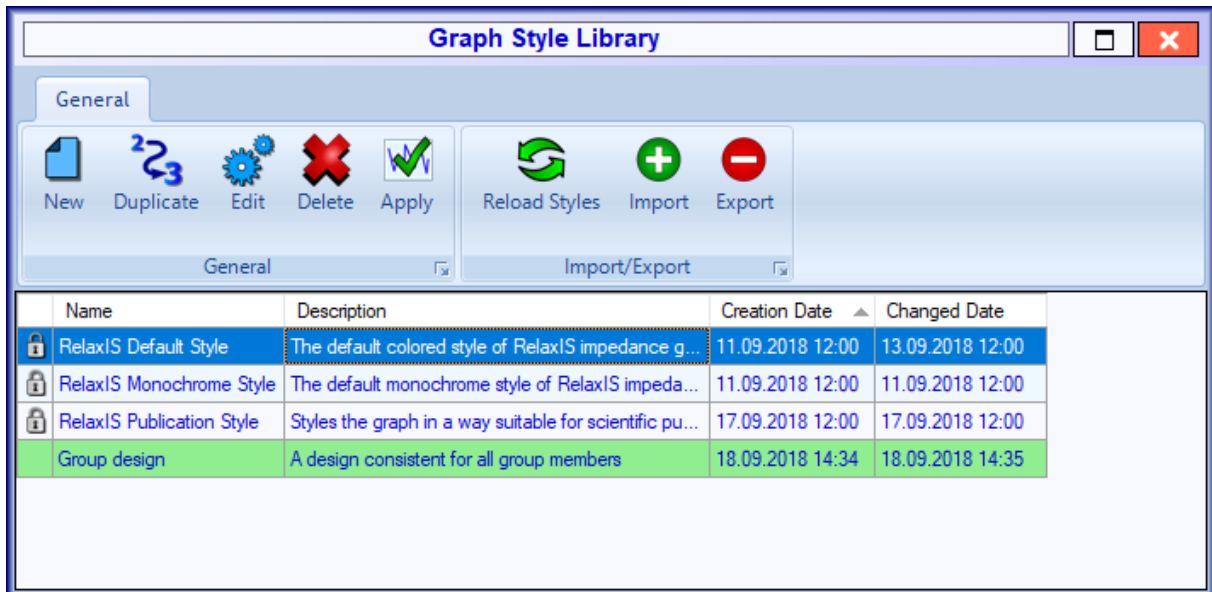 Graph Style Library
General
2 3
New Duplicate Edit Delete Apply Reload Styles Import Export
General Import/Export
Name Description Creation Date Changed Date
RelaxIS Default Style The default colored style of RelaxIS impedance g... 11.09.2018 12:00 13.09.2018 12:00
RelaxIS Monochrome Style The default monochrome style of RelaxIS impeda... 11.09.2018 12:00 11.09.2018 12:00
RelaxIS Publication Style Styles the graph in a way suitable for scientific pu... 17.09.2018 12:00 17.09.2018 12:00
Group design A design consistent for all group members 18.09.2018 14:34 18.09.2018 14:35